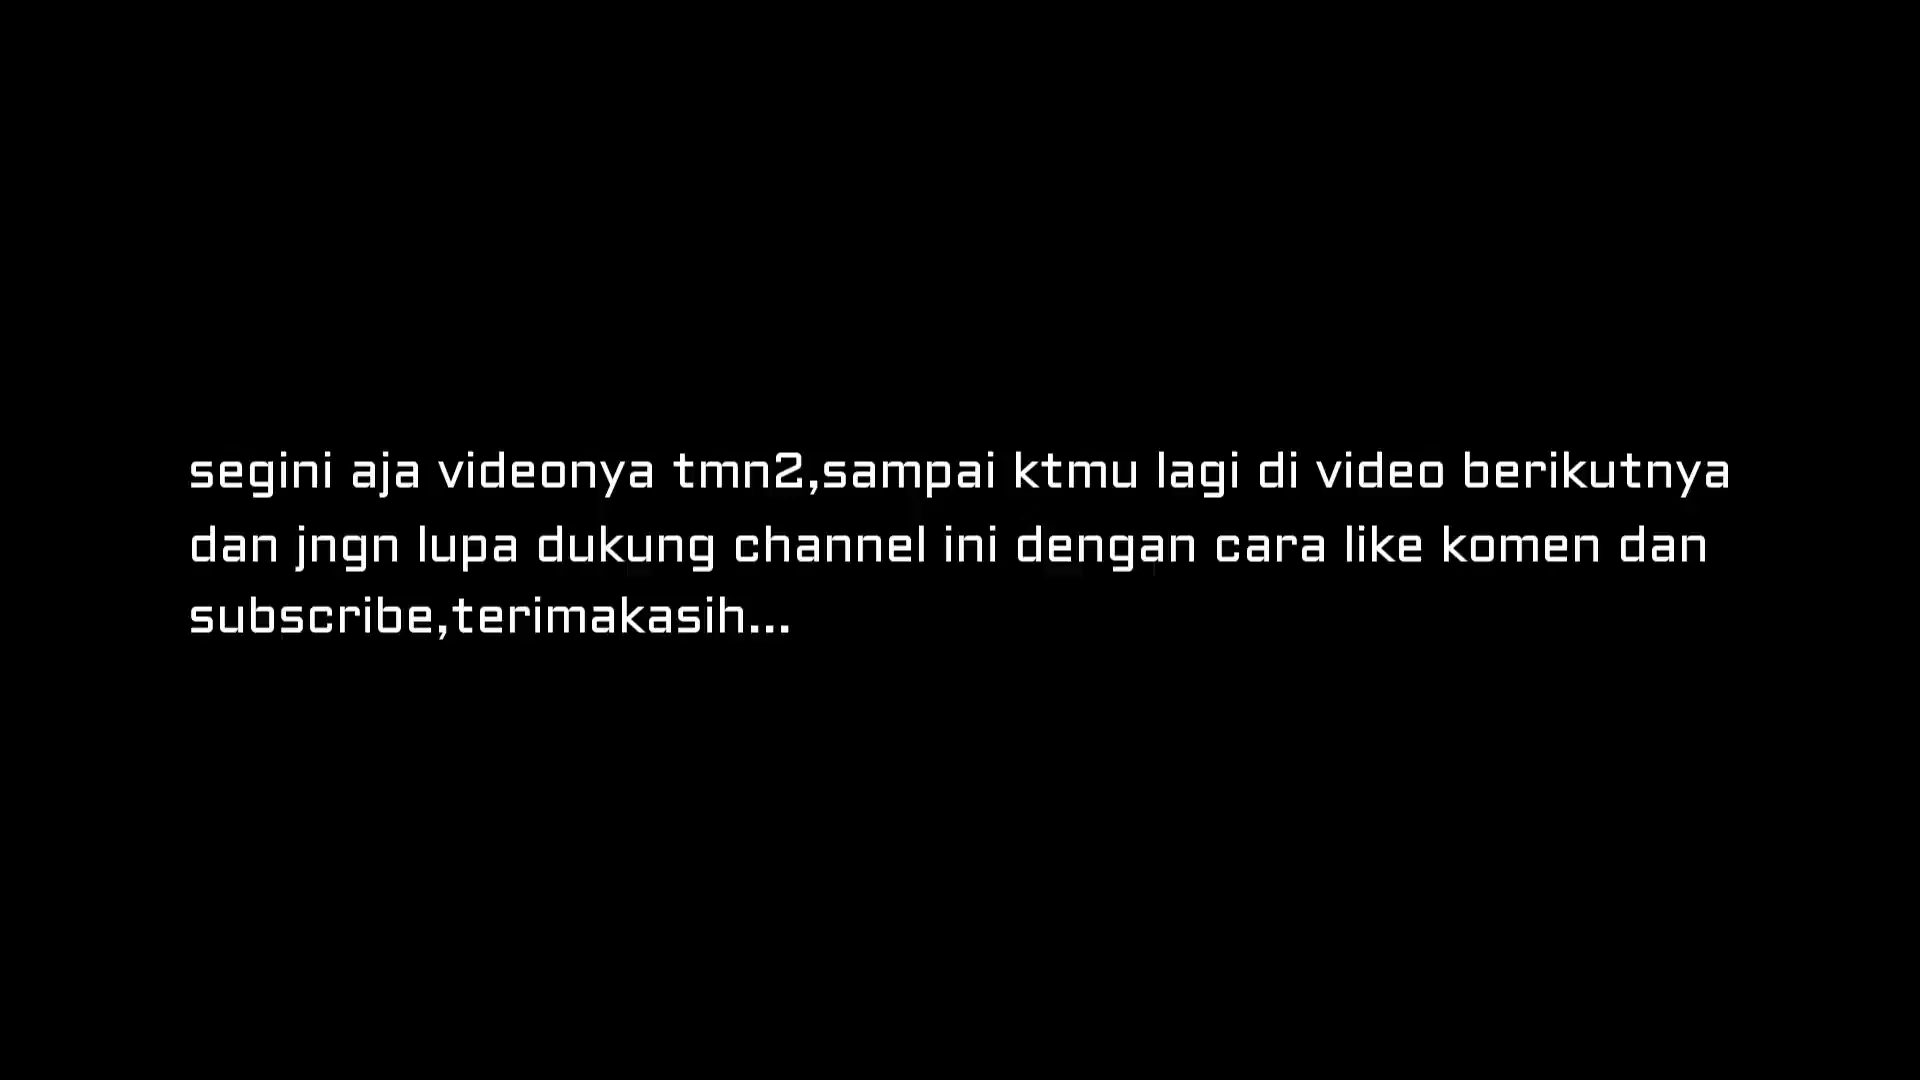 segini aja videonya tmn2,sampai ktmu lagi di video berikutnya
dan jngn lupa dukung channel ini dengan cara like komen dan
subscribe,terimakasih...